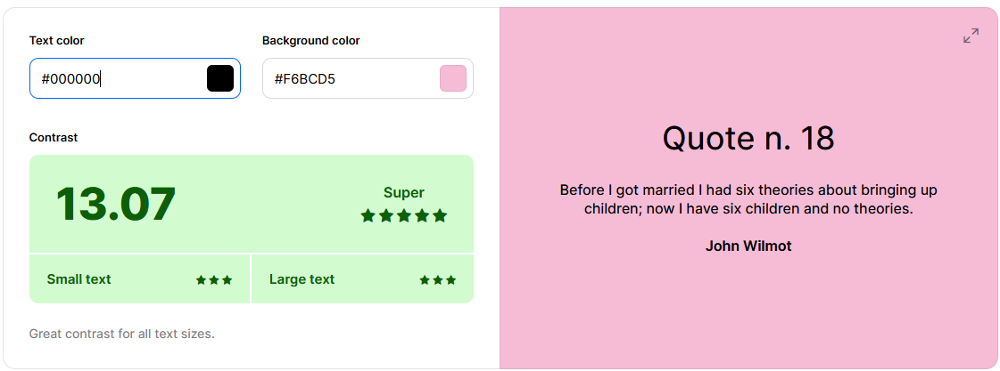 Text color
Background color
#000000
#F6BCD5
Contrast
13.07
Super
Small text
Large text
Great contrast for all text sizes.
Quote n. 18
Before I got married I had six theories about bringing up
children; now I have six children and no theories.
John Wilmot